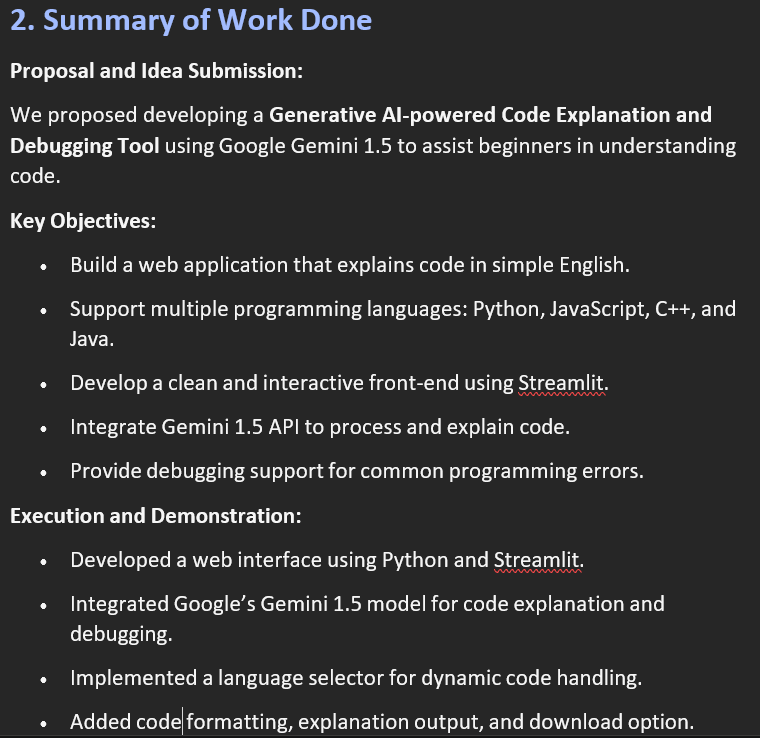 2. Summary of Work Done
Proposal and Idea Submission:
We proposed developing a Generative AI-powered Code Explanation and
Debugging Tool using Google Gemini 1.5 to assist beginners in understanding
code.
Key Objectives:
• Build a web application that explains code in simple English.
• Support multiple programming languages: Python, JavaScript, C++, and
Java.
• Develop a clean and interactive front-end using Streamlit.
• Integrate Gemini 1.5 API to process and explain code.
• Provide debugging support for common programming errors.
Execution and Demonstration:
• Developed a web interface using Python and Streamlit.
• Integrated Google’s Gemini 1.5 model for code explanation and
debugging.
• Implemented a language selector for dynamic code handling.
• Added code formatting, explanation output, and download option.